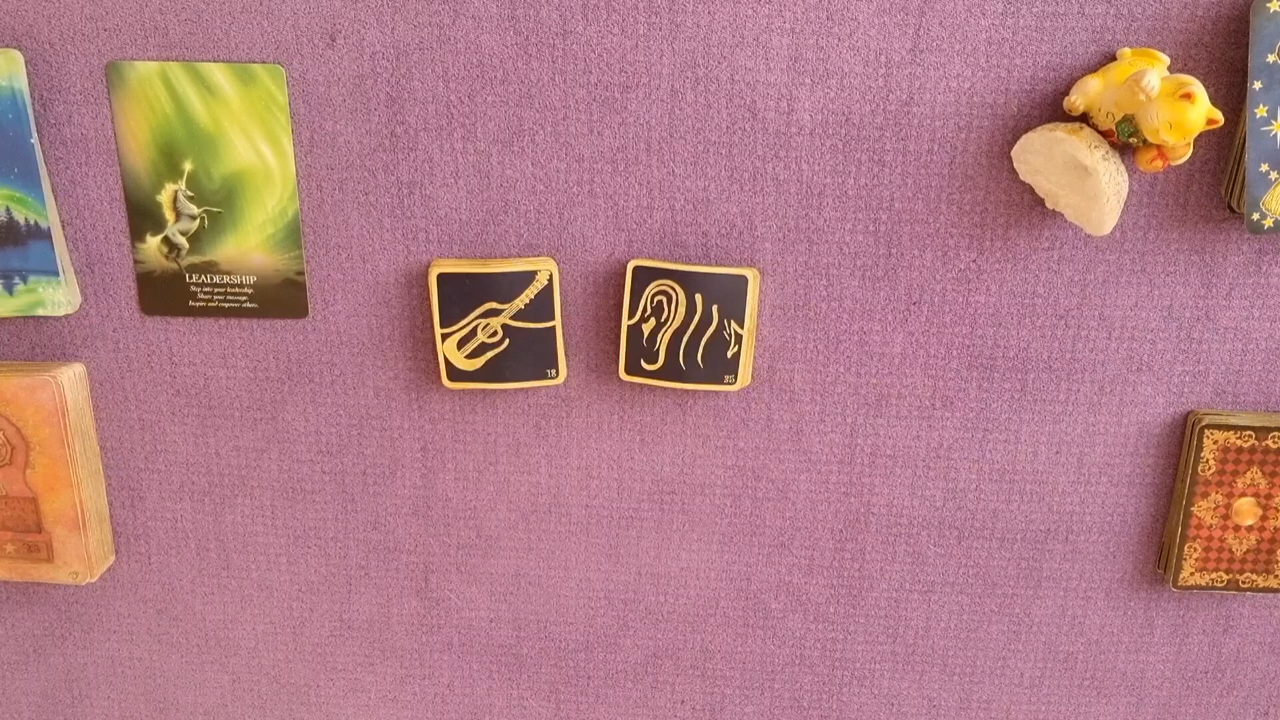 LEADERSHIP
Step into your leadership.
Share your message.
Inspire and empower others.
18
35